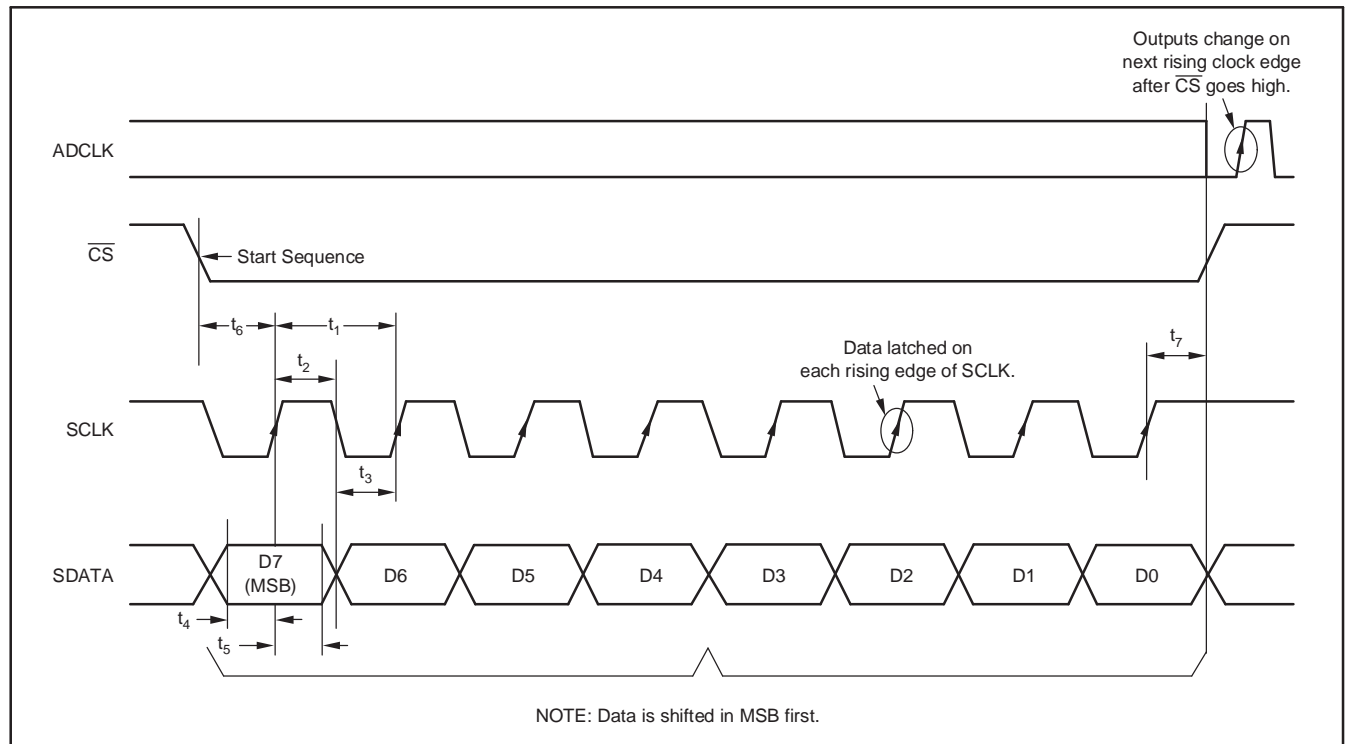 Outputs change on
next rising clock edge
after C̅S̅ goes high.
ADCLK
C̅S̅
Start Sequence
t₆
t₁
t₂
t₇
Data latched on
each rising edge of SCLK.
SCLK
t₃
SDATA
D7
(MSB)
D6
D5
D4
D3
D2
D1
D0
t₄
t₅
NOTE: Data is shifted in MSB first.